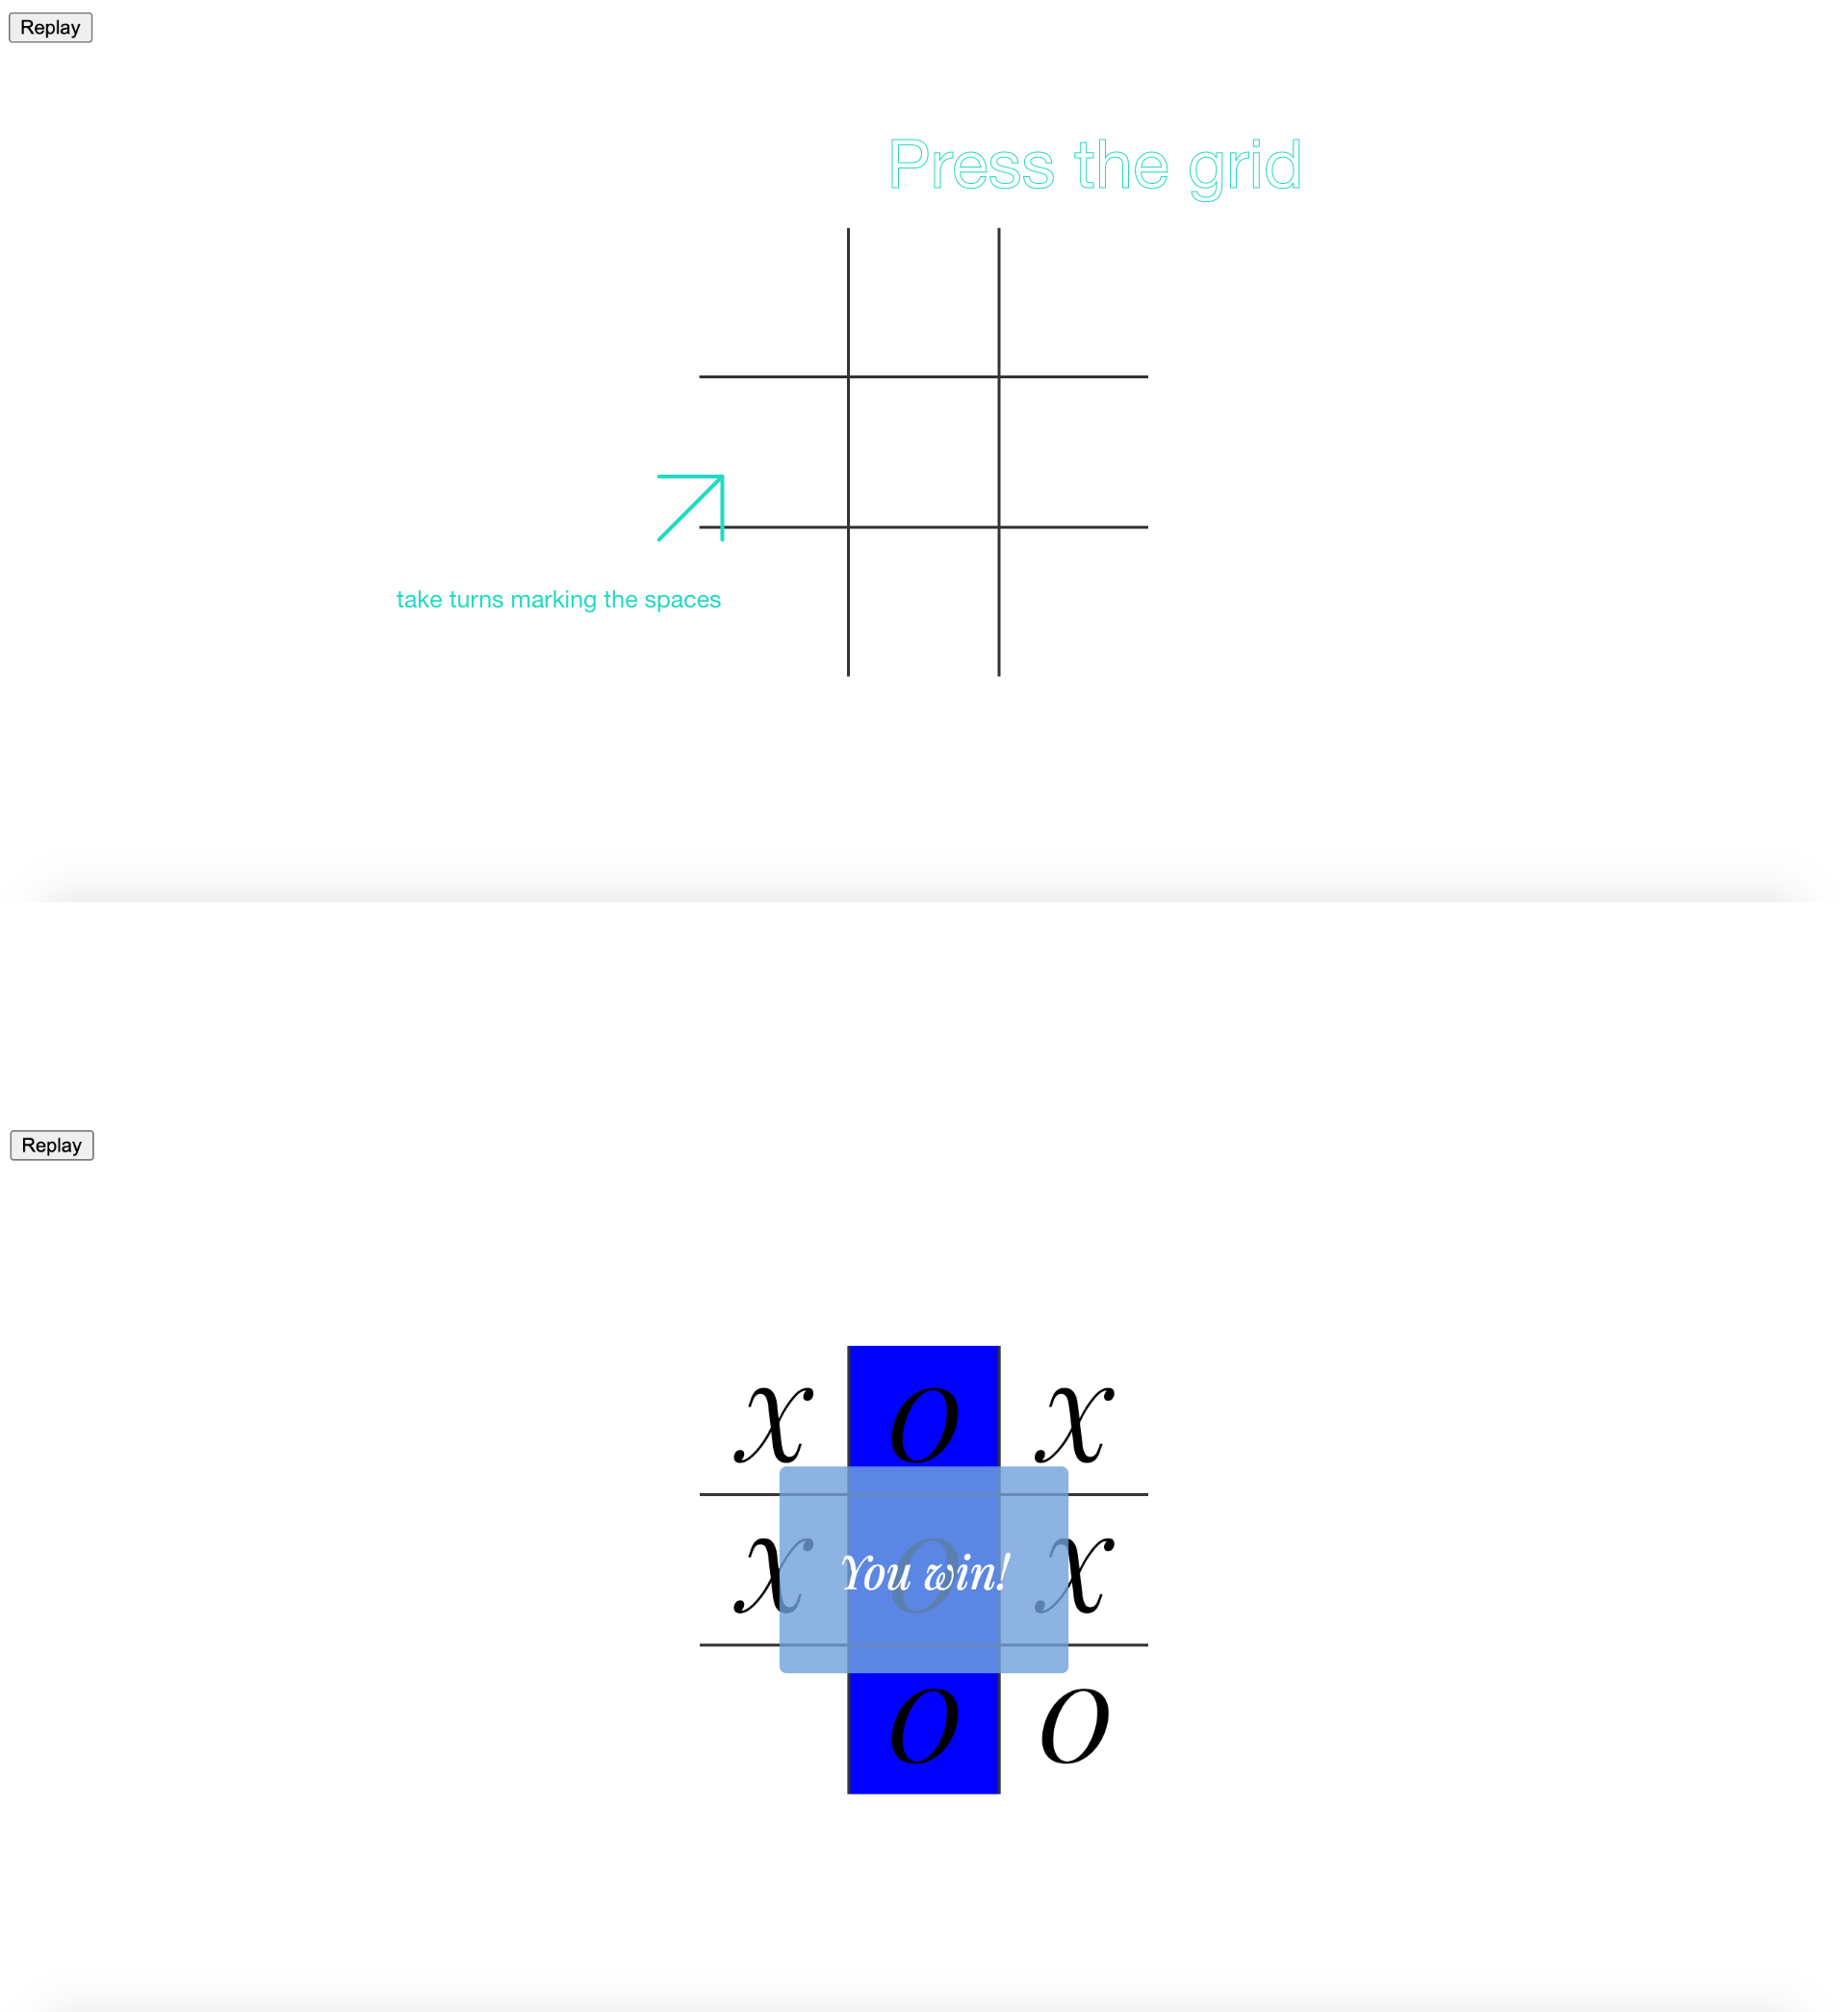 Replay
Press the grid
take turns marking the spaces
Replay
x o x
x o x
You win!
o o